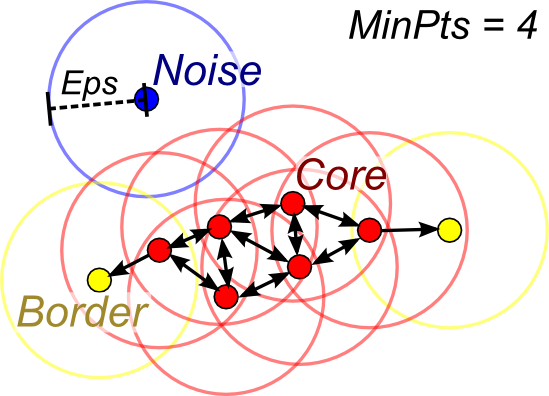 MinPts = 4
Eps
Noise
Core
Border